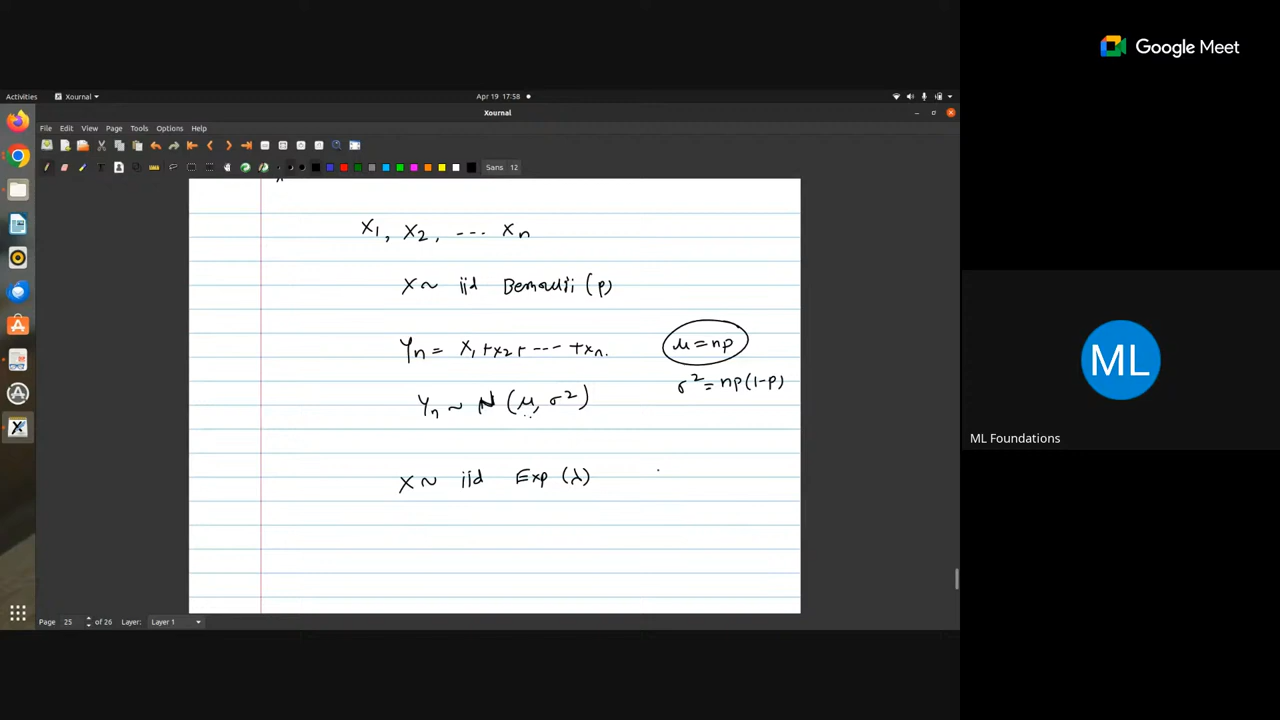 Google Meet
Activities Xournal Apr 19 17:58
Xournal
File Edit View Page Tools Options Help
Sans 12
X1, X2, --- Xn
X ~ iid Bernoulli (p)
Yn = X1 + X2 + --- + Xn.
μ = np
σ² = np(1-p)
Yn ~ N (μ, σ²)
X ~ iid Exp (λ)
ML
ML Foundations
Page 25 of 26 Layer: Layer 1